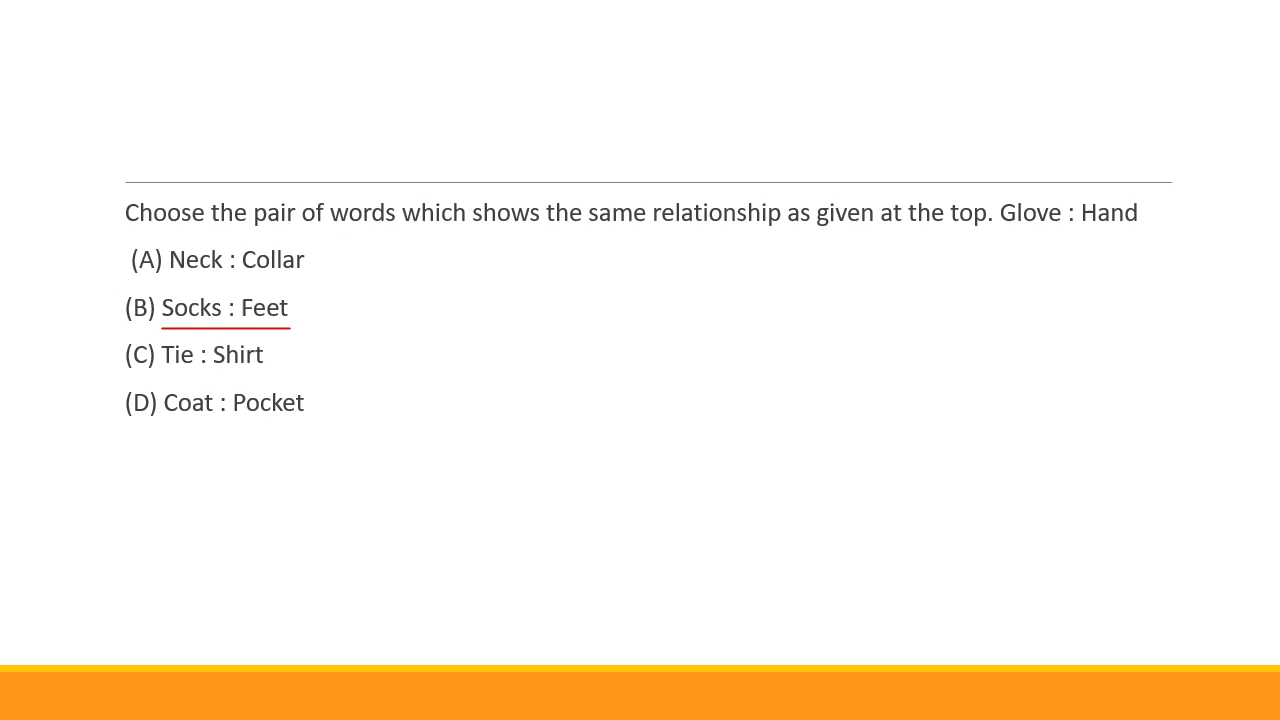 Choose the pair of words which shows the same relationship as given at the top. Glove : Hand
(A) Neck : Collar
(B) Socks : Feet
(C) Tie : Shirt
(D) Coat : Pocket